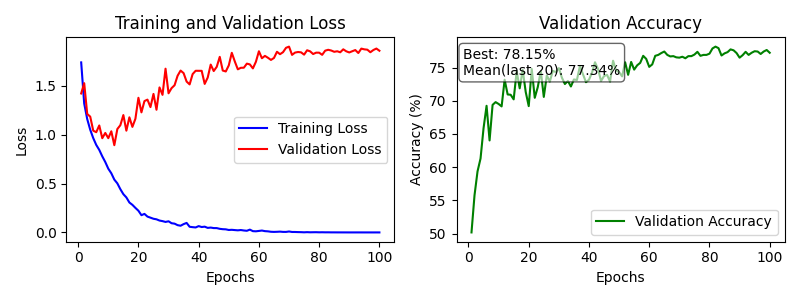 Training and Validation Loss
Loss
1.5
1.0
0.5
0.0
Training Loss
Validation Loss
0 20 40 60 80 100
Epochs
Validation Accuracy
Accuracy (%)
75
70
65
60
55
50
Best: 78.15%
Mean(last 20): 77.34%
Validation Accuracy
0 20 40 60 80 100
Epochs